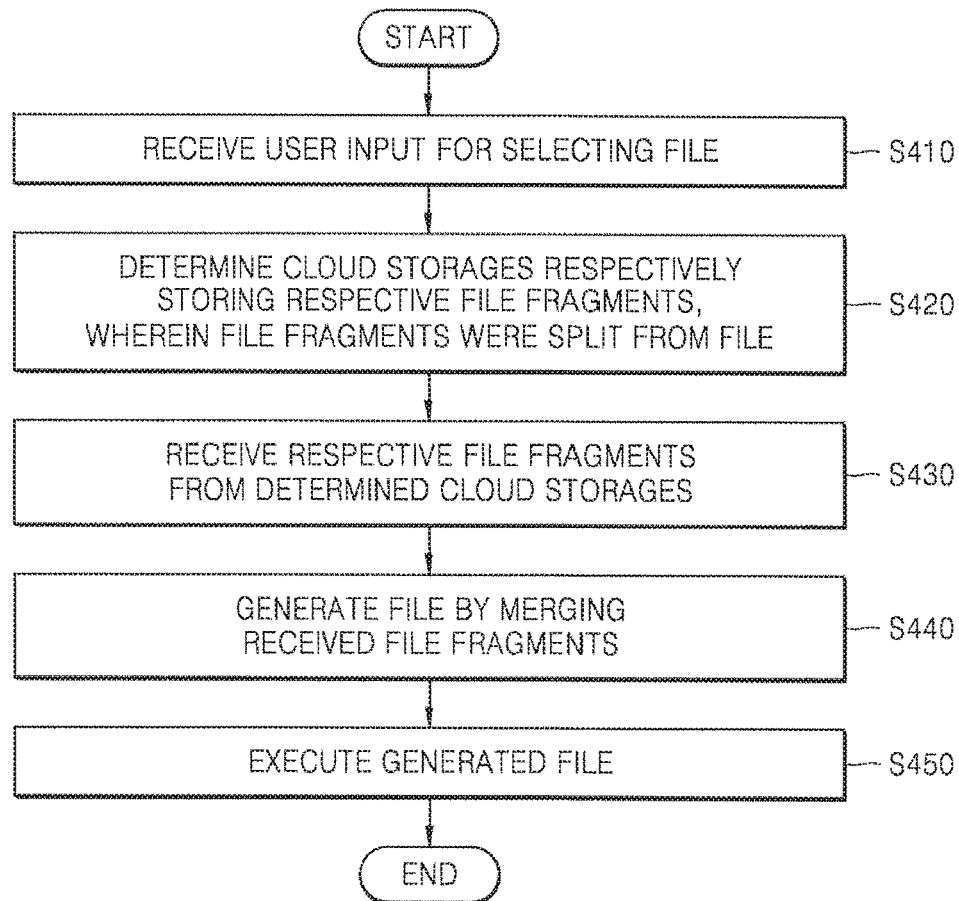 START
RECEIVE USER INPUT FOR SELECTING FILE
S410
DETERMINE CLOUD STORAGES RESPECTIVELY
STORING RESPECTIVE FILE FRAGMENTS,
WHEREIN FILE FRAGMENTS WERE SPLIT FROM FILE
S420
RECEIVE RESPECTIVE FILE FRAGMENTS
FROM DETERMINED CLOUD STORAGES
S430
GENERATE FILE BY MERGING
RECEIVED FILE FRAGMENTS
S440
EXECUTE GENERATED FILE
S450
END